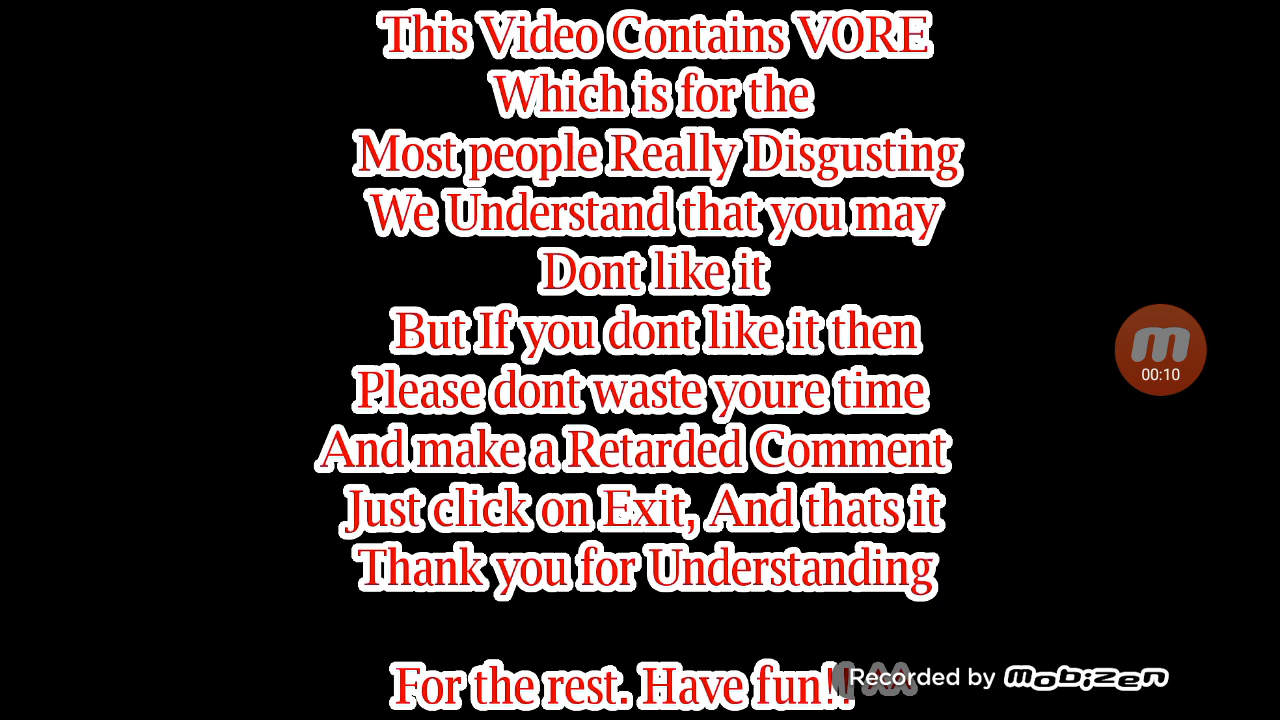 This Video Contains VORE
Which is for the
Most people Really Disgusting
We Understand that you may
Dont like it
But If you dont like it then
Please dont waste youre time
And make a Retarded Comment
Just click on Exit, And thats it
Thank you for Understanding
For the rest. Have fun!!
00:10
Recorded by mobizen